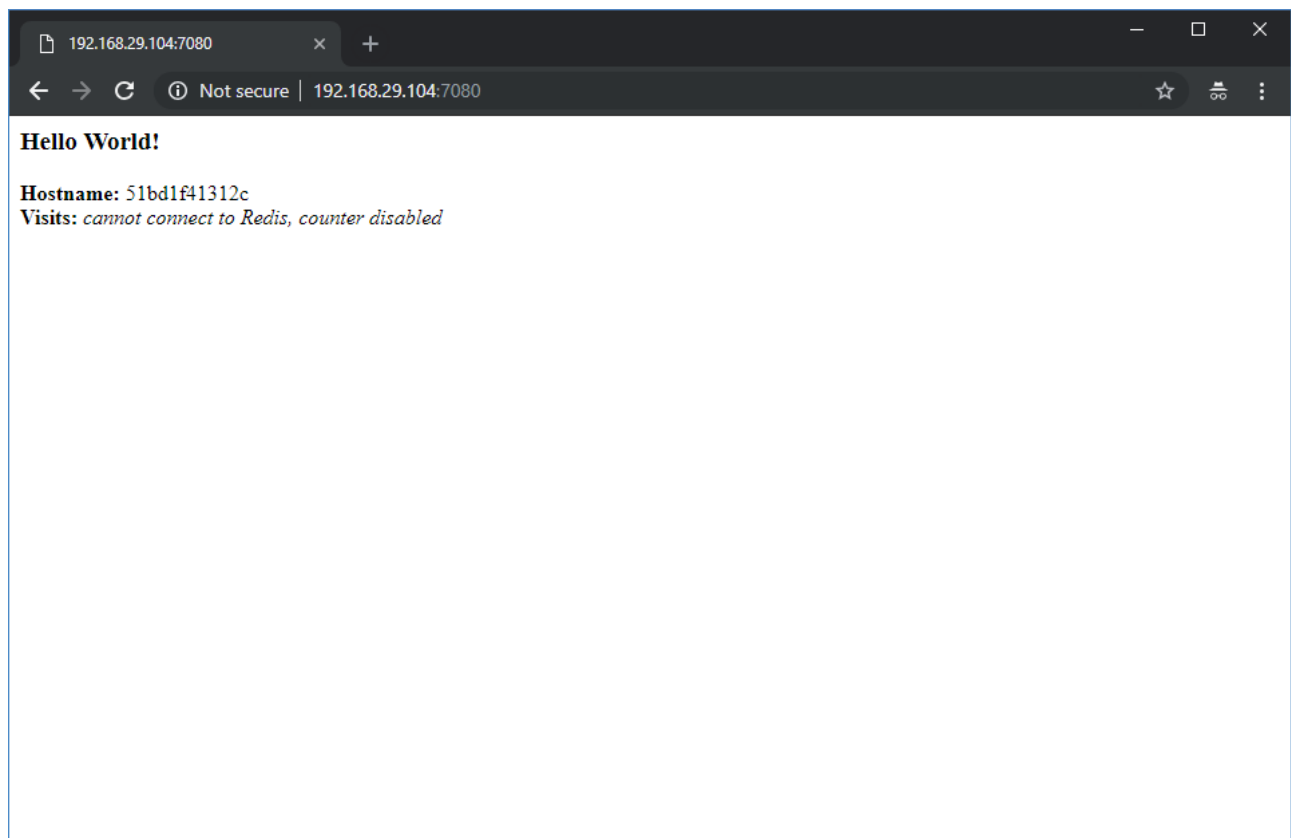 192.168.29.104:7080
Not secure 192.168.29.104:7080
Hello World!
Hostname: 51bd1f41312c
Visits: cannot connect to Redis, counter disabled